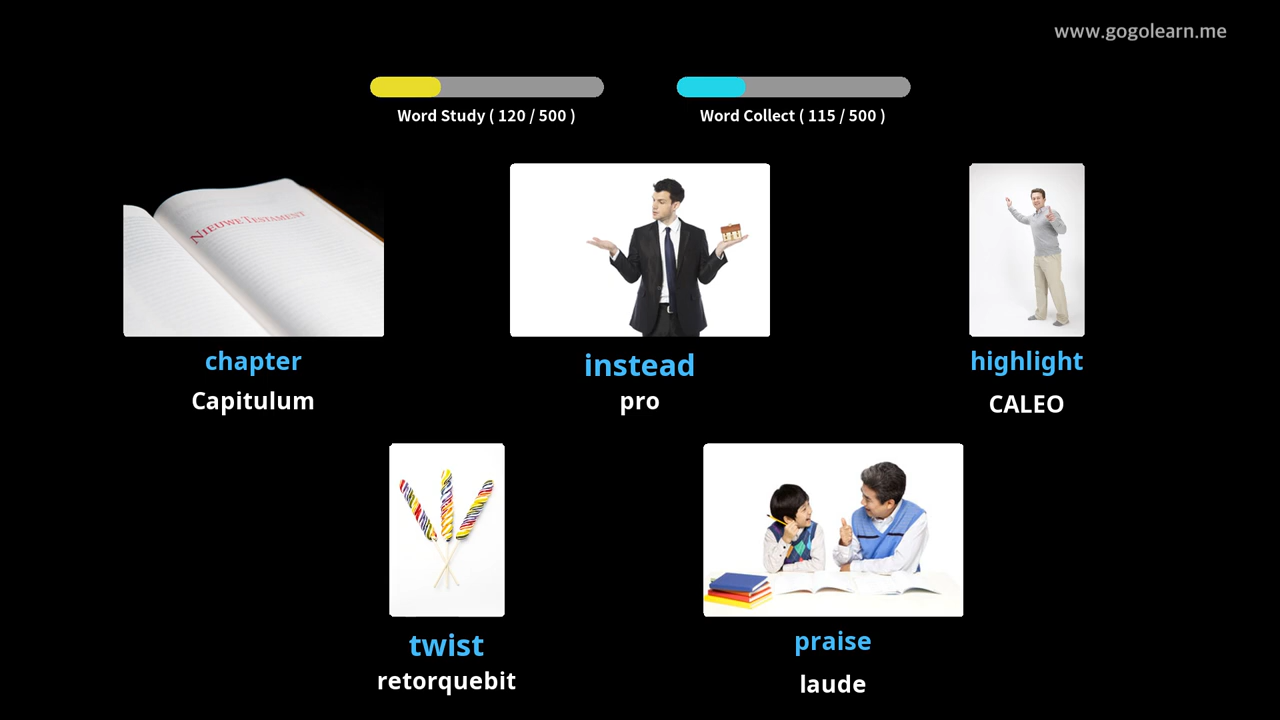 www.gogolearn.me
Word Study ( 120 / 500 )
Word Collect ( 115 / 500 )
NIEUWE TESTAMENT
chapter
Capitulum
instead
pro
highlight
CALEO
twist
retorquebit
praise
laude